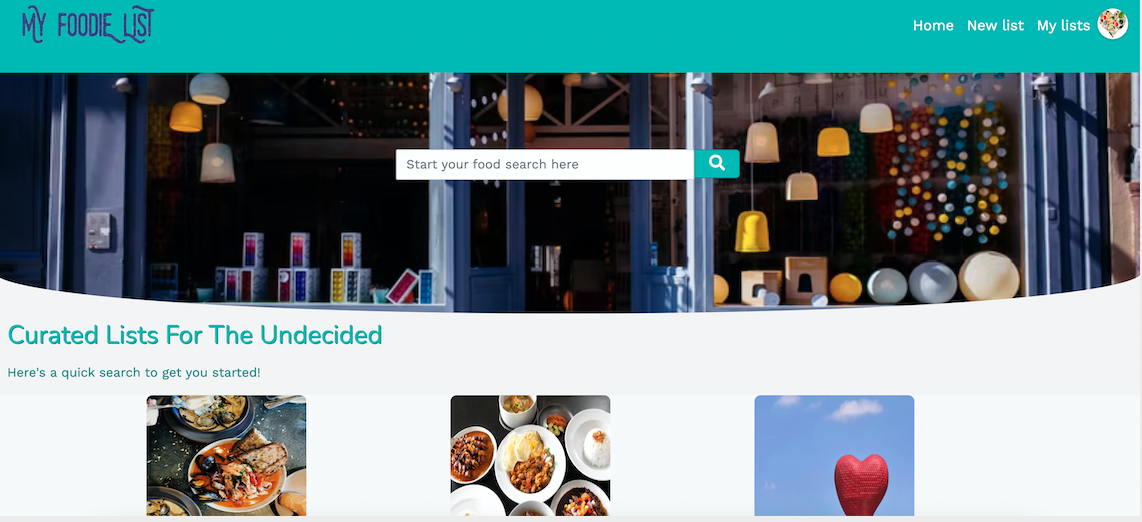 MY FOODIE LIST
Home New list My lists
Start your food search here
Curated Lists For The Undecided
Here's a quick search to get you started!